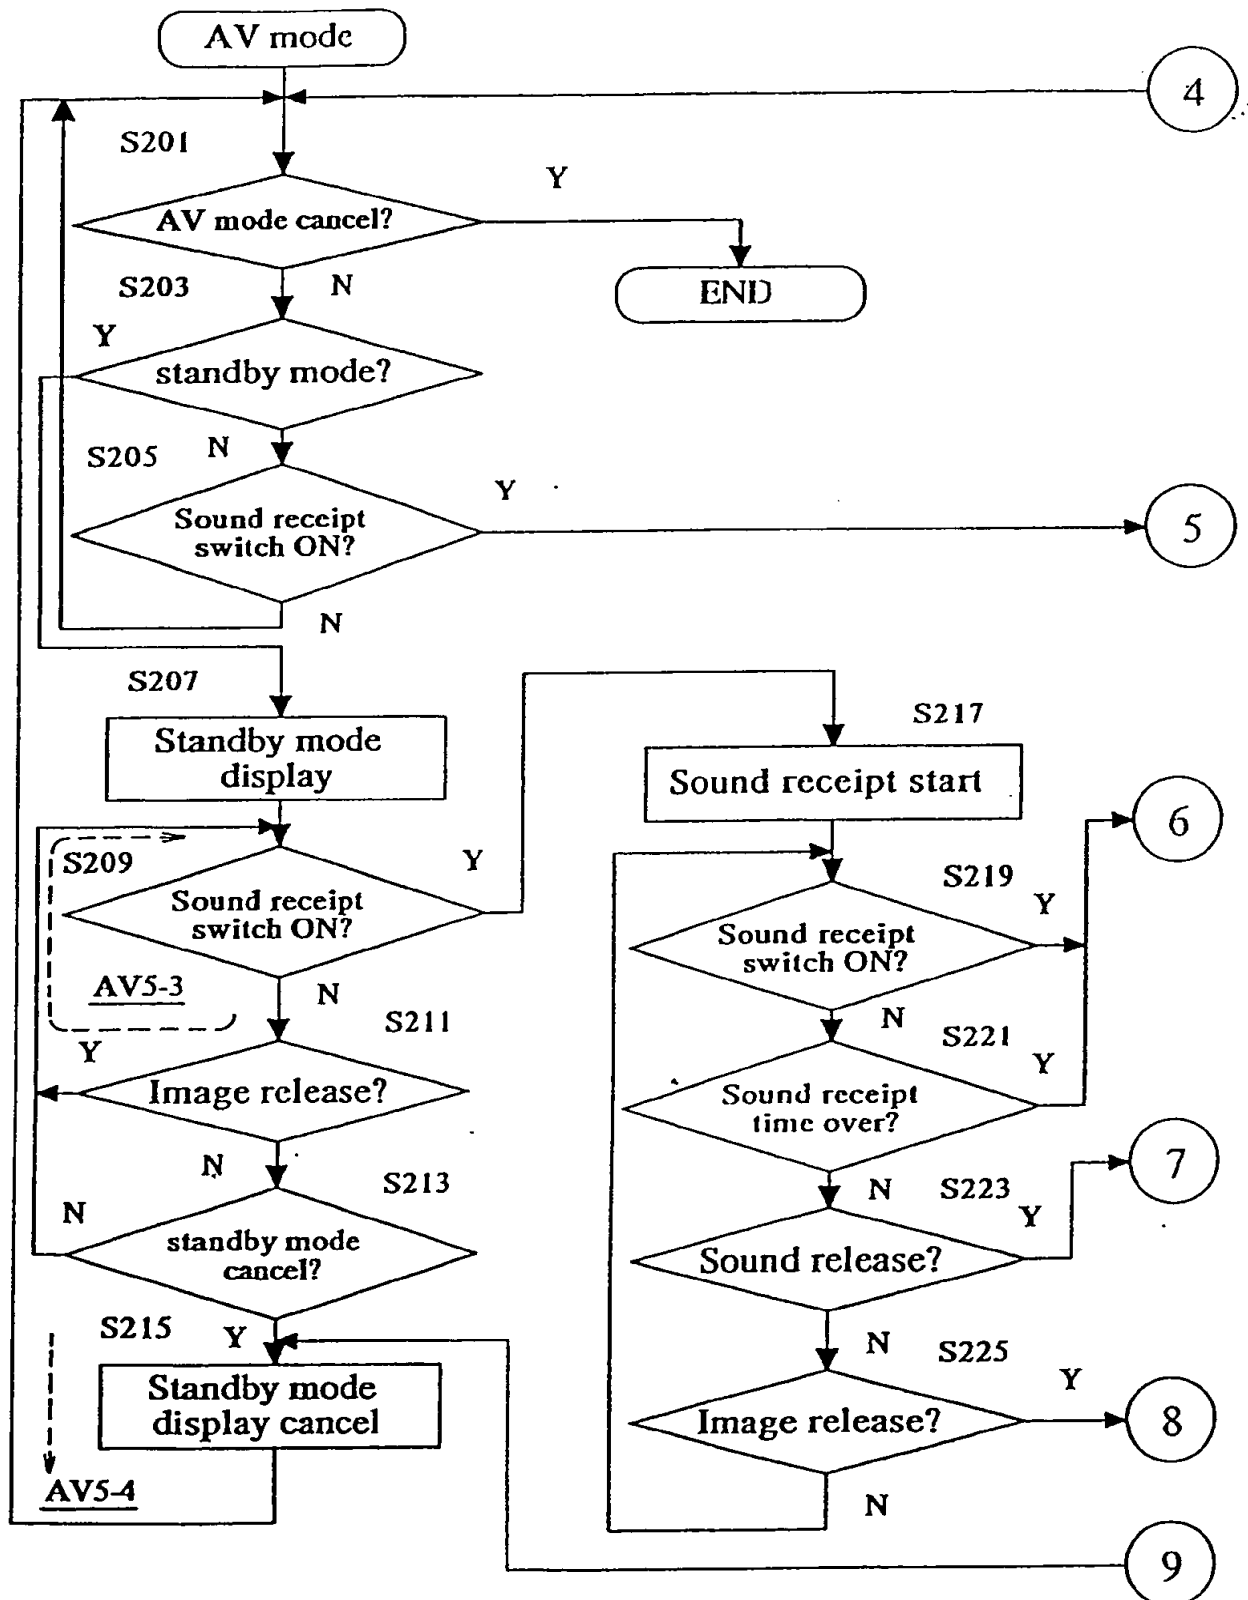 AV mode
4
S201
Y
AV mode cancel?
S203
N
END
Y
standby mode?
N
S205
Y
Sound receipt
switch ON?
5
N
S207
S217
Standby mode
display
Sound receipt start
6
S209
Y
S219
Y
Sound receipt
switch ON?
Sound receipt
switch ON?
AV5-3
N
N
S211
S221
Y
Y
Image release?
Sound receipt
time over?
7
N
S213
N
S223
N
Y
standby mode
cancel?
Sound release?
S215
Y
N
S225
Y
Standby mode
display cancel
Image release?
8
AV5-4
N
9